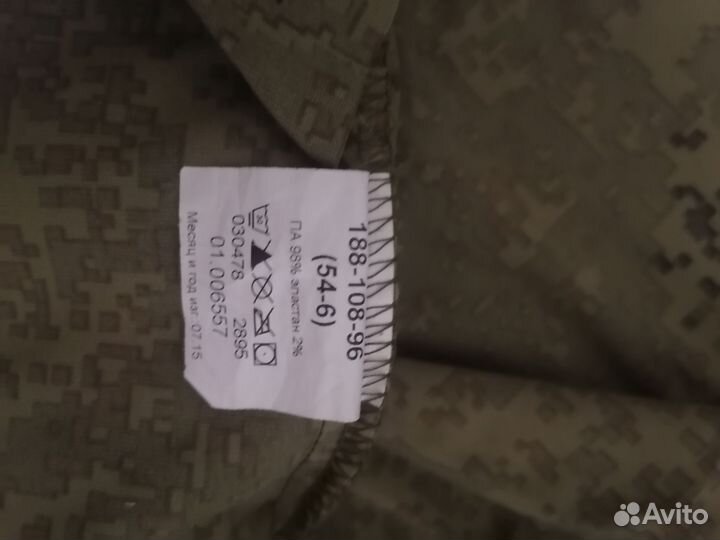 188-108-96
(54-6)
ПА 98% эластан 2%
30
030478 2895
01.006557
Месяц и год изг. 07 15
Avito